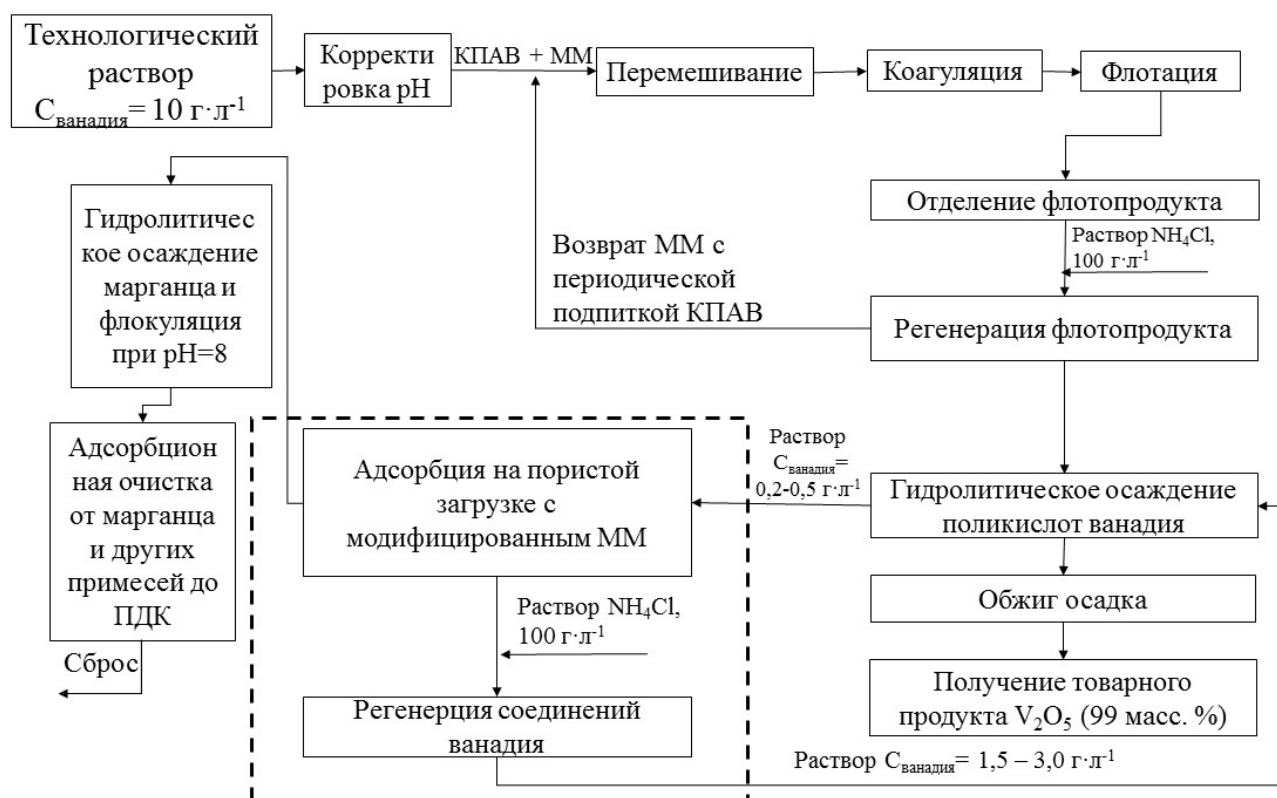 Технологический
раствор
Cванадия= 10 г·л-1
Корректи
ровка pH
КПАВ + ММ
Перемешивание
Коагуляция
Флотация
Отделение флотопродукта
Раствор NH4Cl,
100 г·л-1
Регенерация флотопродукта
Возврат ММ с
периодической
подпиткой КПАВ
Гидролитичес
кое осаждение
марганца и
флокуляция
при pH=8
Адсорбцион
ная очистка
от марганца
и других
примесей до
ПДК
Сброс
Адсорбция на пористой
загрузке с
модифицированным ММ
Раствор
Cванадия=
0,2-0,5 г·л-1
Гидролитическое осаждение
поликислот ванадия
Раствор NH4Cl,
100 г·л-1
Обжиг осадка
Регенерция соединений
ванадия
Получение товарного
продукта V2O5 (99 масс. %)
Раствор Cванадия= 1,5 – 3,0 г·л-1